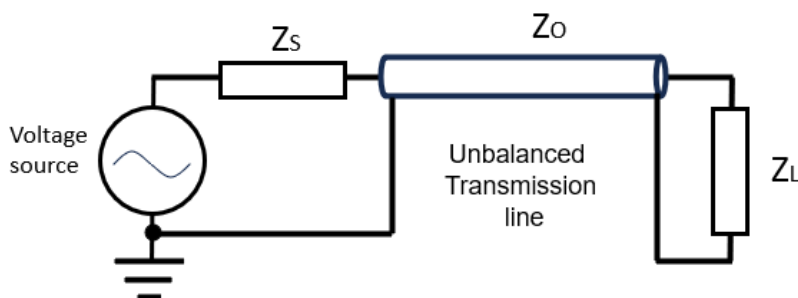 Zs
Zo
Voltage
source
Unbalanced
Transmission
line
ZL